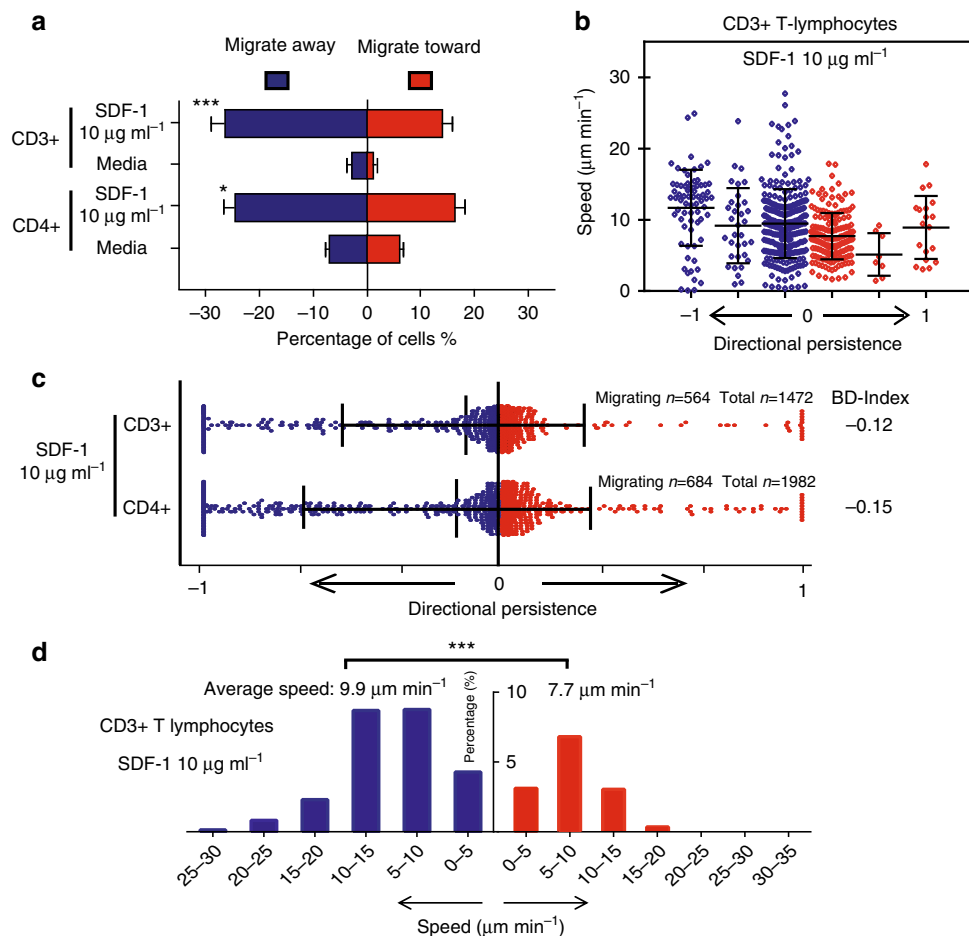 a
Migrate away Migrate toward
CD3+
SDF-1
10 µg ml⁻¹
***
Media
CD4+
SDF-1
10 µg ml⁻¹
*
Media
−30 −20 −10 0 10 20 30
Percentage of cells %
b
CD3+ T-lymphocytes
SDF-1 10 µg ml⁻¹
Speed (µm min⁻¹)
30
20
10
0
−1 0 1
Directional persistence
c
SDF-1
10 µg ml⁻¹
CD3+
Migrating n=564 Total n=1472
BD-Index
−0.12
CD4+
Migrating n=684 Total n=1982
−0.15
−1 0 1
Directional persistence
d
***
Average speed: 9.9 µm min⁻¹
7.7 µm min⁻¹
CD3+ T lymphocytes
SDF-1 10 µg ml⁻¹
Percentage (%)
10
5
25–30 20–25 15–20 10–15 5–10 0–5 0–5 5–10 10–15 15–20 20–25 25–30 30–35
Speed (µm min⁻¹)